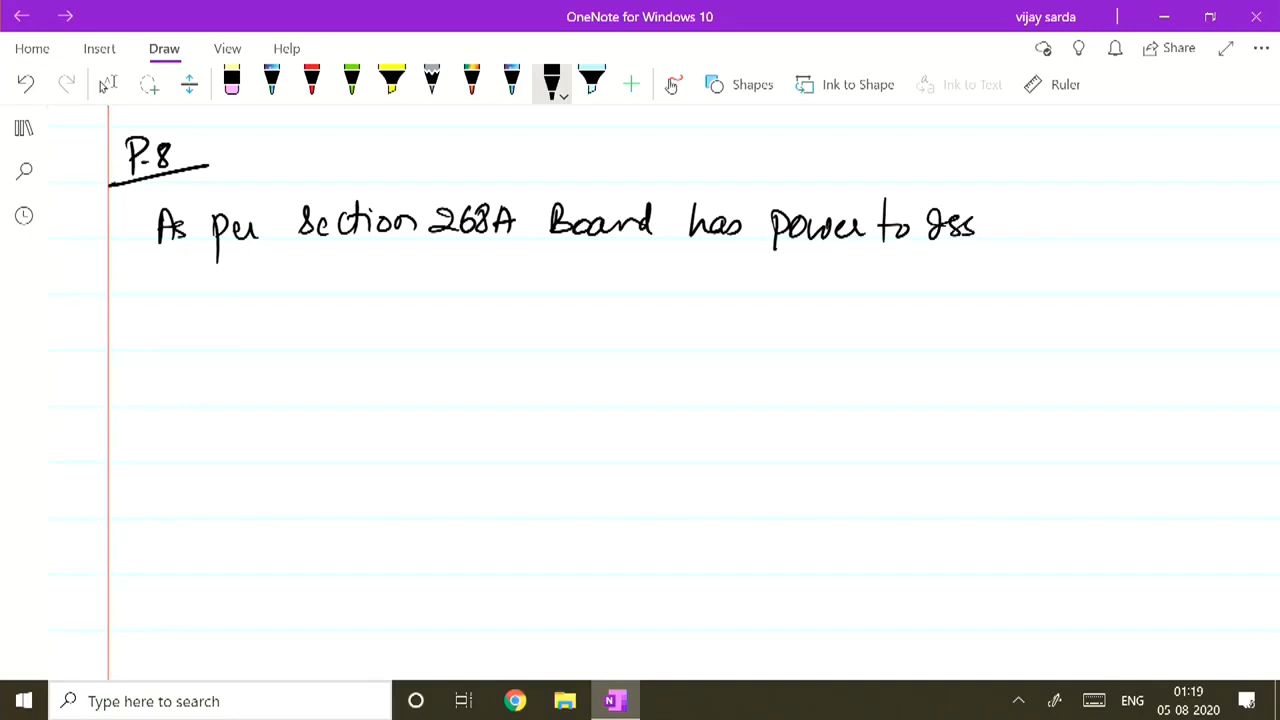 OneNote for Windows 10
vijay sarda
Home Insert Draw View Help
Share
Shapes
Ink to Shape
Ink to Text
Ruler
P-8
As per Section 268A Board has power to Iss
Type here to search
ENG
01:19
05-08-2020